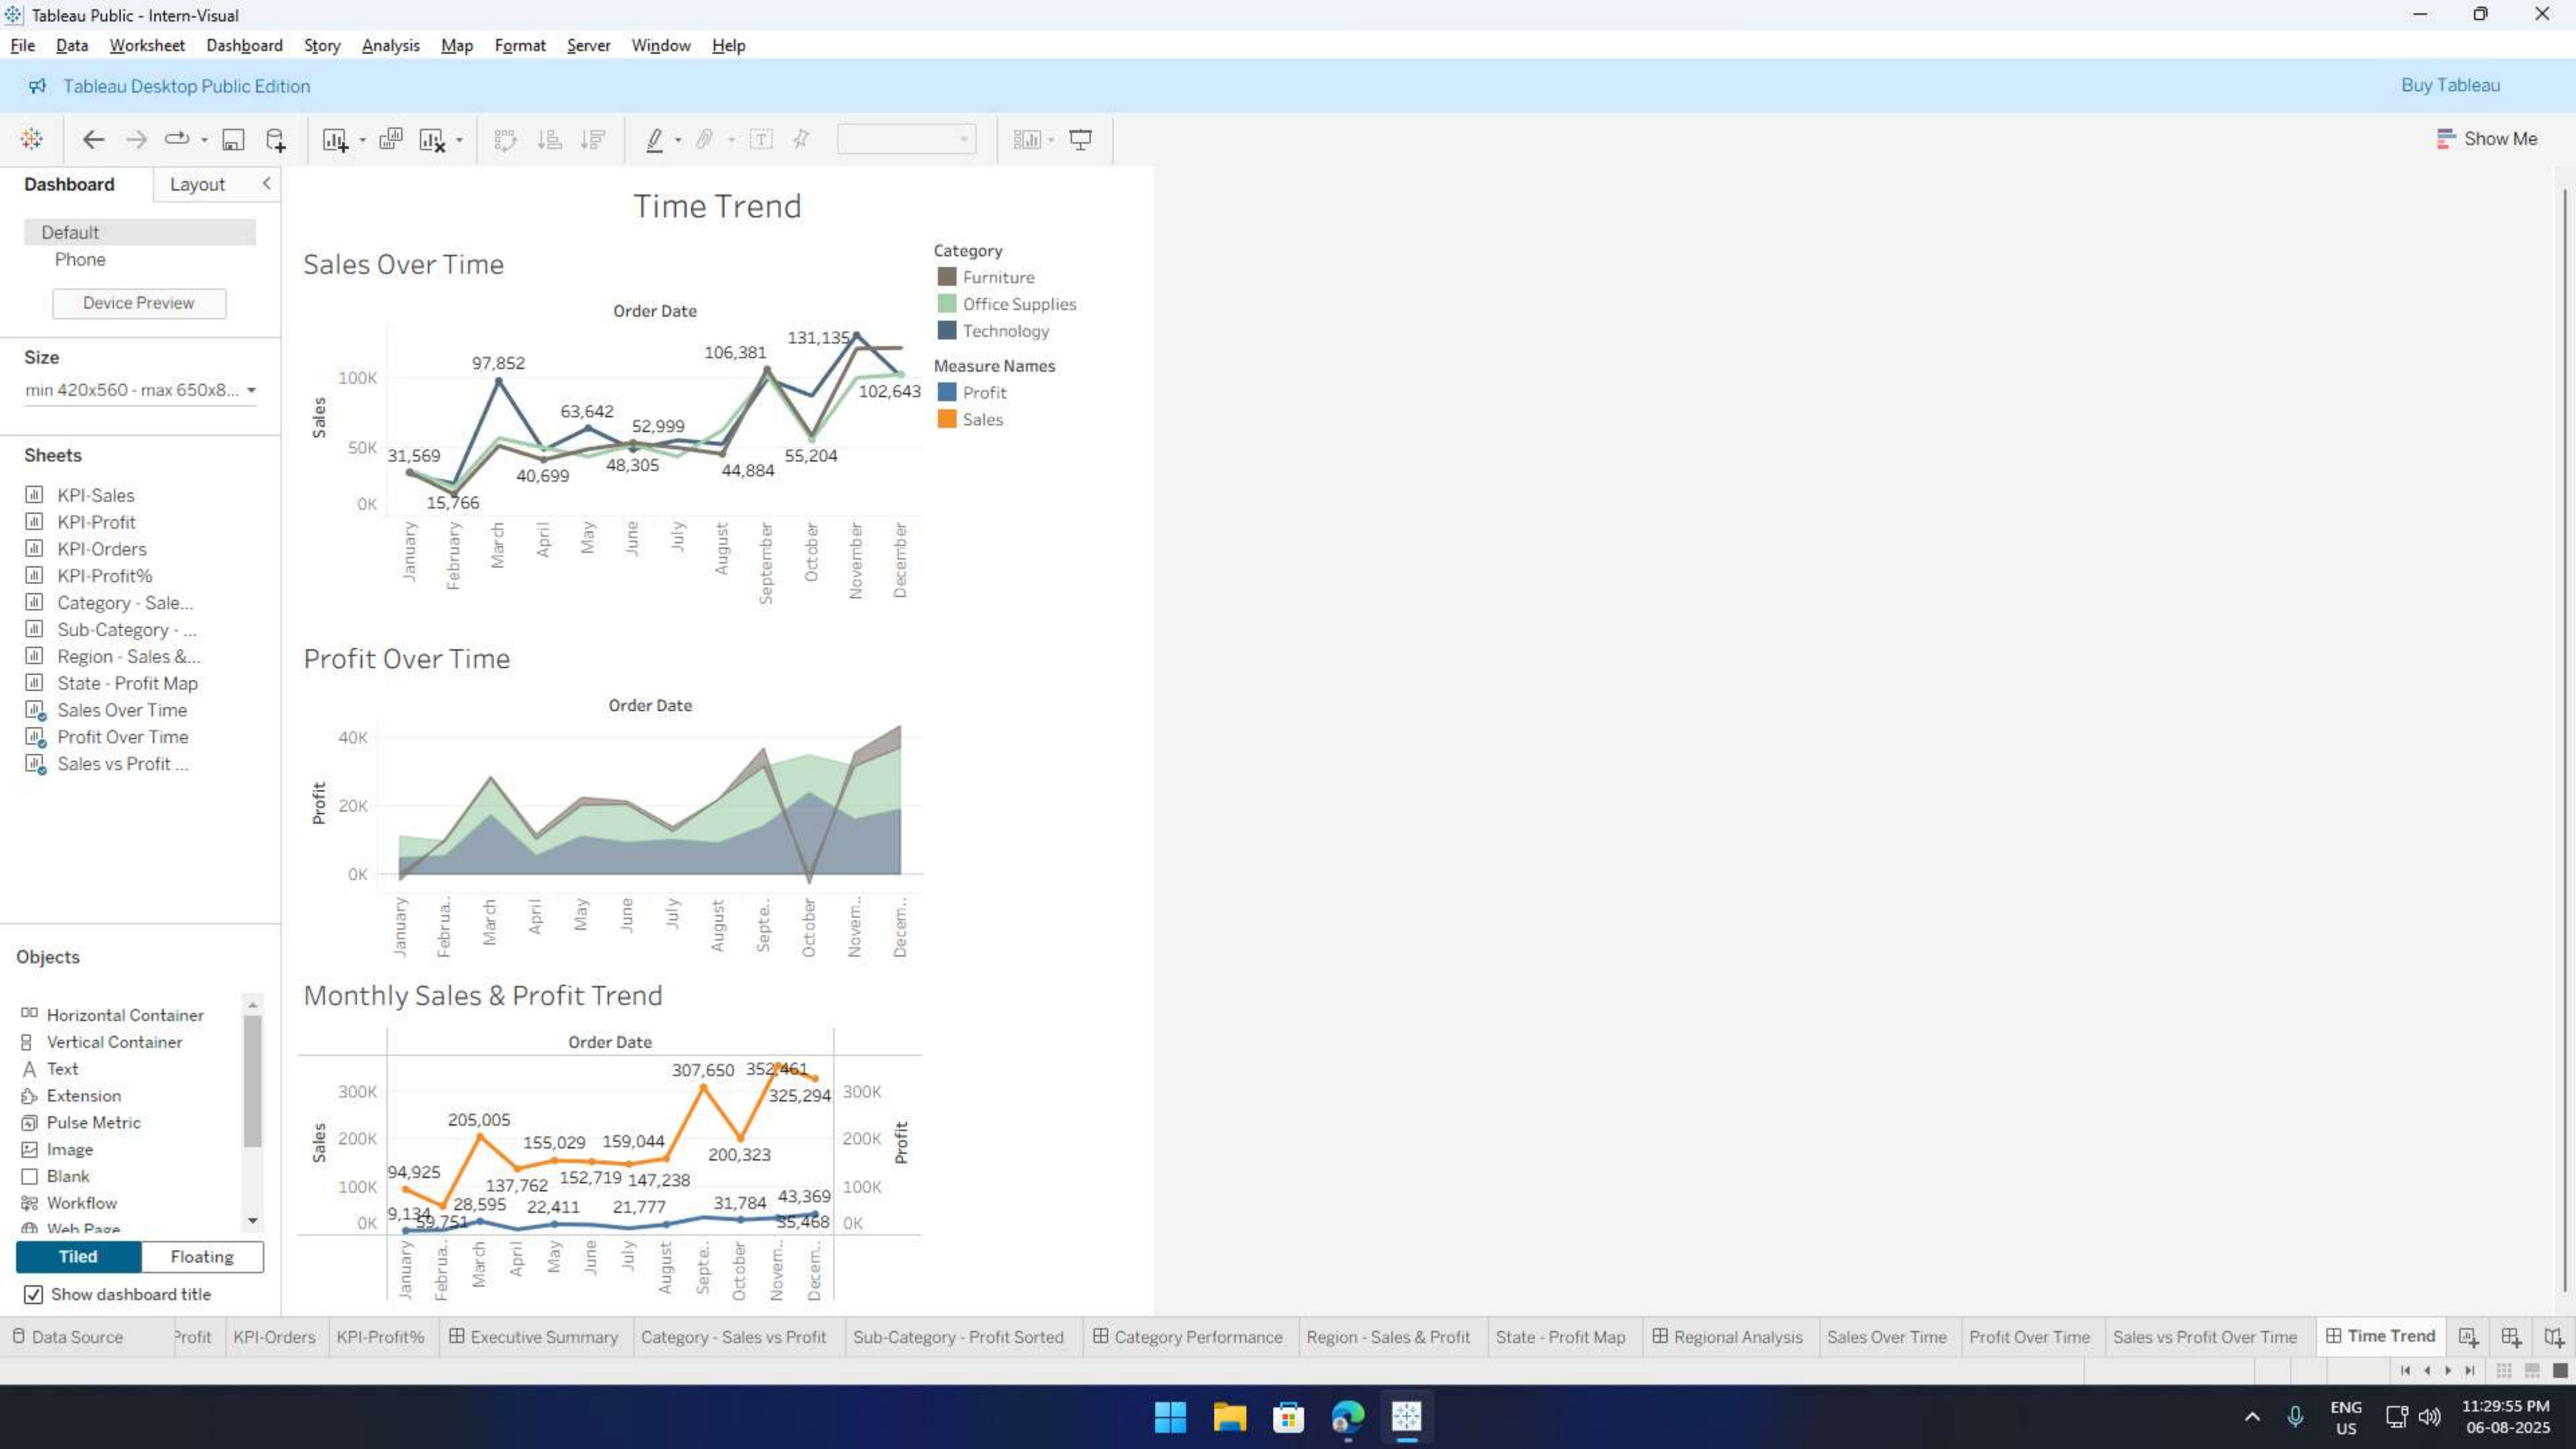 Tableau Public - Intern-Visual
File Data Worksheet Dashboard Story Analysis Map Format Server Window Help
Tableau Desktop Public Edition
Buy Tableau
Show Me
Dashboard Layout
Default
Phone
Device Preview
Size
min 420x560 - max 650x8...
Sheets
KPI-Sales
KPI-Profit
KPI-Orders
KPI-Profit%
Category - Sale...
Sub-Category - ...
Region - Sales &...
State - Profit Map
Sales Over Time
Profit Over Time
Sales vs Profit ...
Objects
Horizontal Container
Vertical Container
Text
Extension
Pulse Metric
Image
Blank
Workflow
Web Page
Tiled Floating
Show dashboard title
Time Trend
Sales Over Time
Order Date
Sales
100K
50K
0K
31,569
15,766
97,852
40,699
63,642
52,999
48,305
106,381
44,884
131,135
55,204
102,643
January February March April May June July August September October November December
Category
Furniture
Office Supplies
Technology
Measure Names
Profit
Sales
Profit Over Time
Order Date
Profit
40K
20K
0K
January Februa.. March April May June July August Septe.. October Novem.. Decem..
Monthly Sales & Profit Trend
Order Date
Sales
300K
200K
100K
0K
94,925
59,751
205,005
137,762
155,029
152,719
147,238
159,044
307,650
200,323
352,461
325,294
9,134
28,595
22,411
21,777
31,784
35,468
43,369
300K
200K
100K
0K
Profit
January Februa.. March April May June July August Septe.. October Novem.. Decem..
Data Source Profit KPI-Orders KPI-Profit% Executive Summary Category - Sales vs Profit Sub-Category - Profit Sorted Category Performance Region - Sales & Profit State - Profit Map Regional Analysis Sales Over Time Profit Over Time Sales vs Profit Over Time Time Trend
ENG
US
11:29:55 PM
06-08-2025